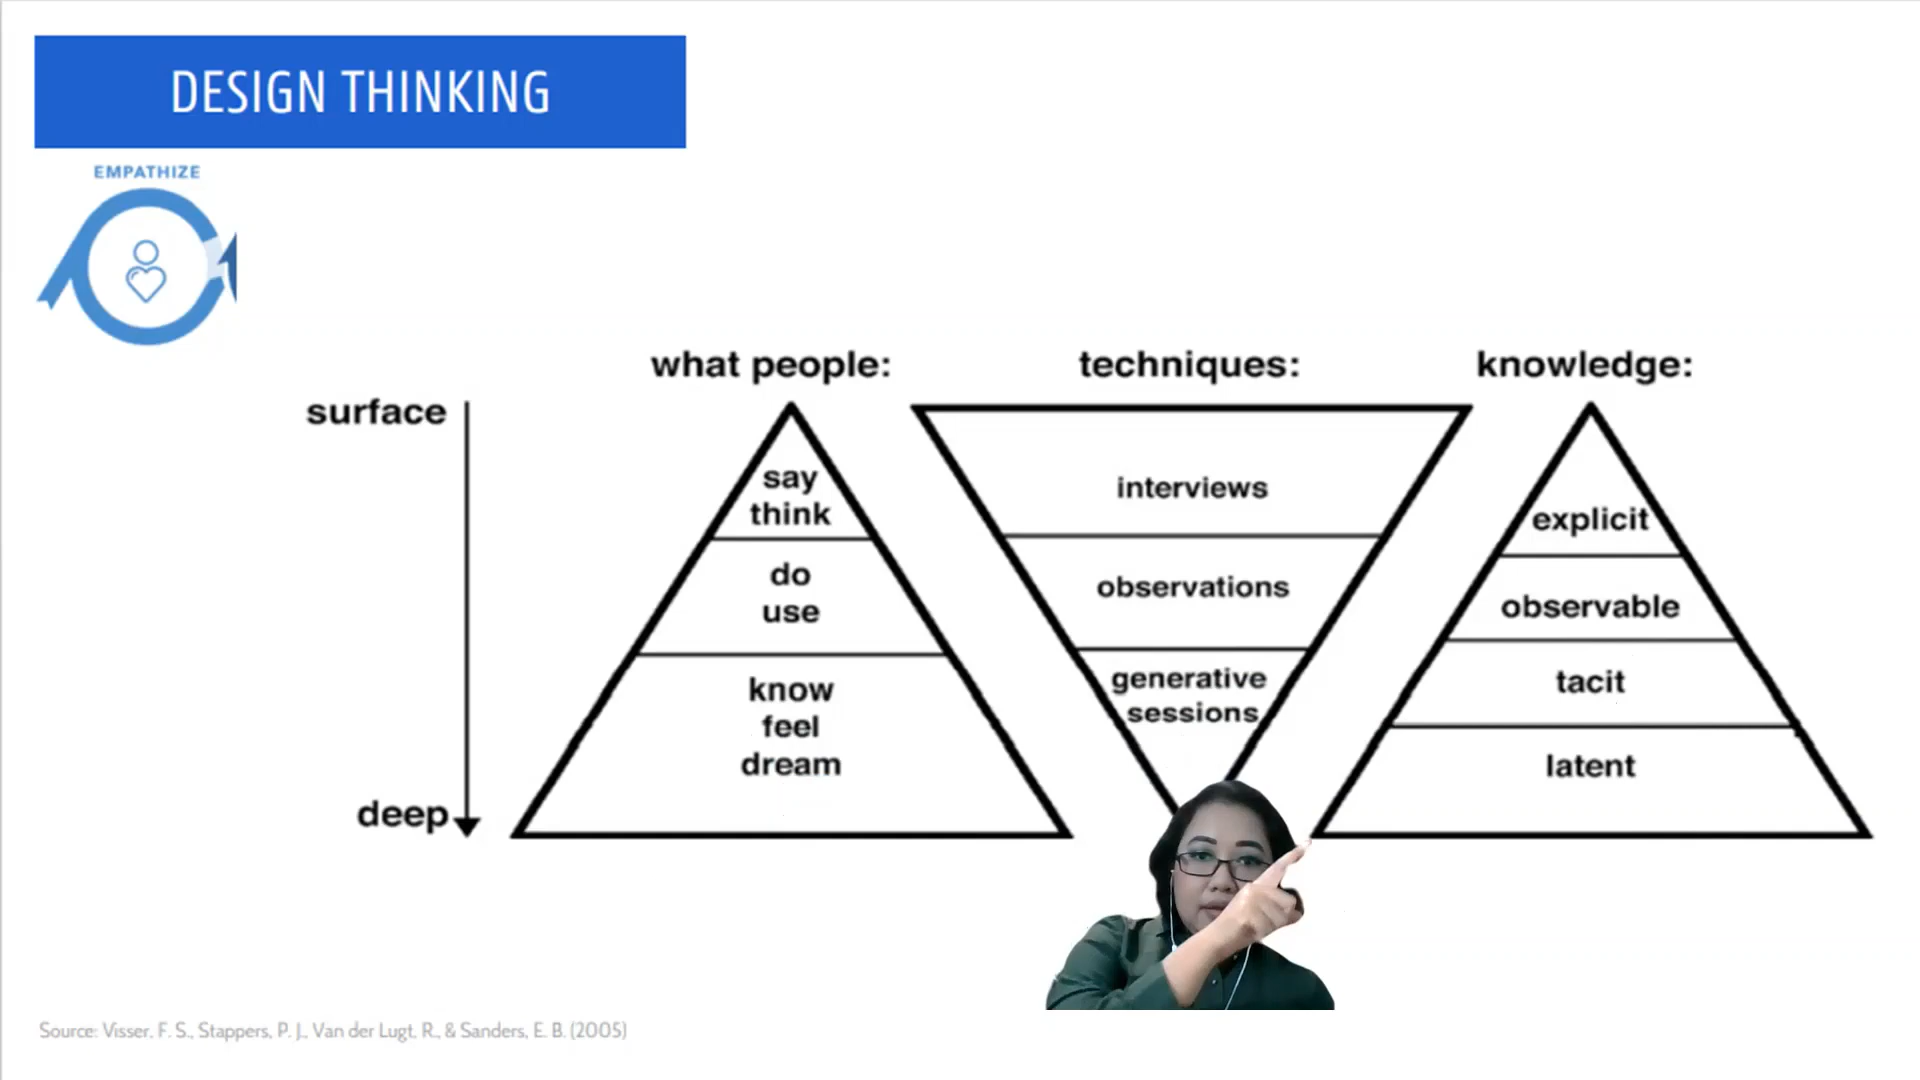 DESIGN THINKING
EMPATHIZE
surface
deep
what people:
say
think
do
use
know
feel
dream
techniques:
interviews
observations
generative
sessions
knowledge:
explicit
observable
tacit
latent
Source: Visser, F. S., Stappers, P. J., Van der Lugt, R., & Sanders, E. B. (2005)